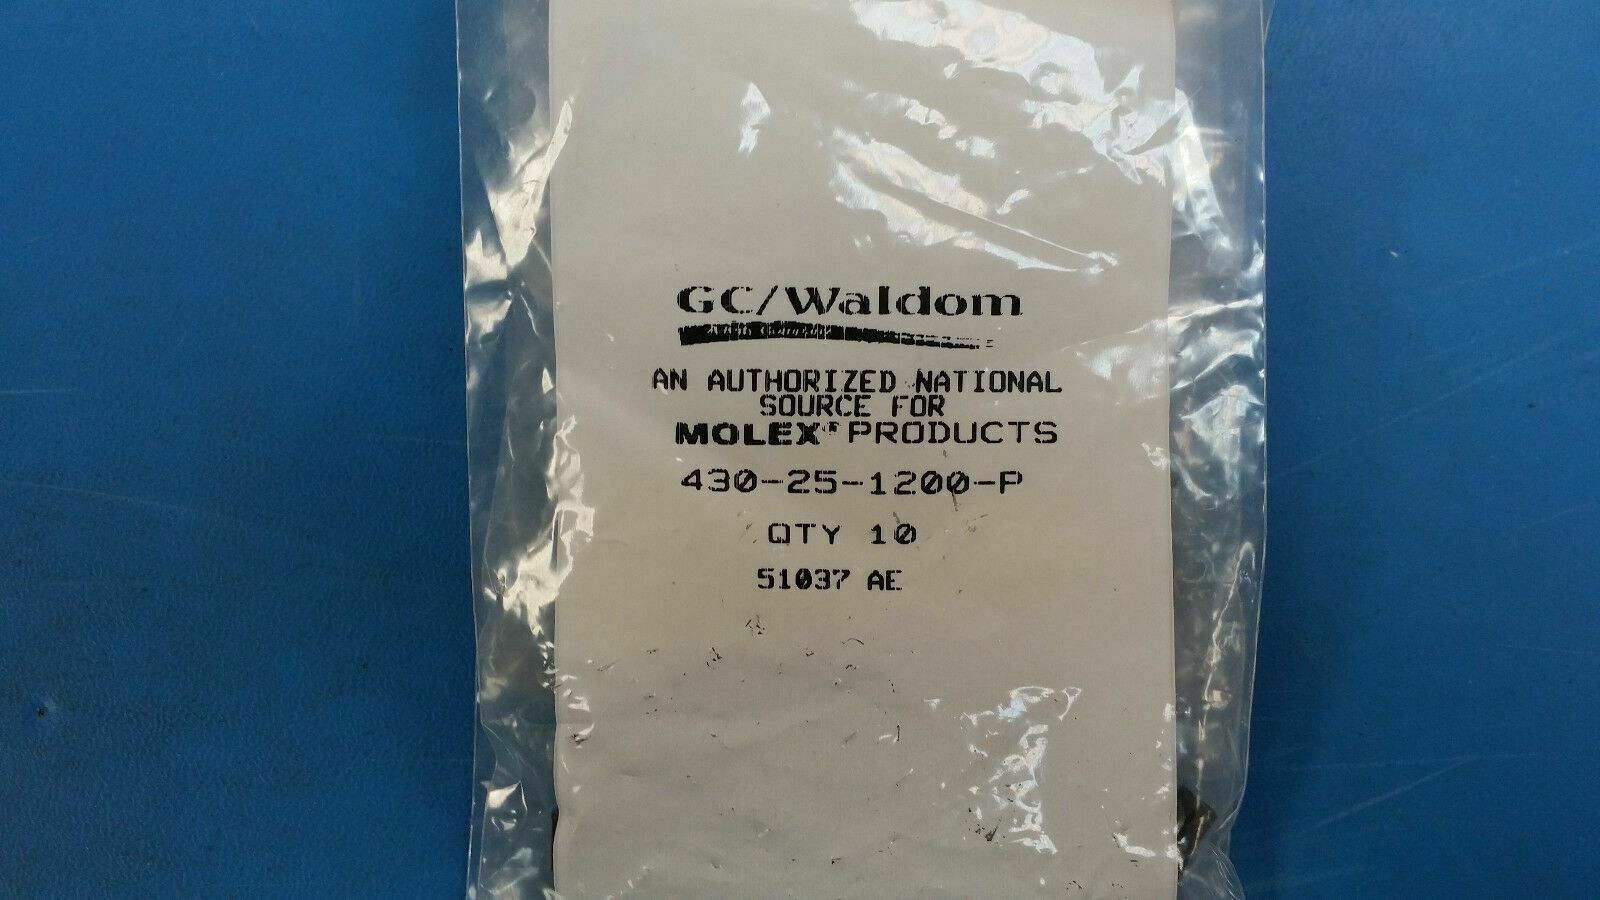 GC/Waldom
AN AUTHORIZED NATIONAL
SOURCE FOR
MOLEX® PRODUCTS
430-25-1200-P
QTY 10
51037 AE